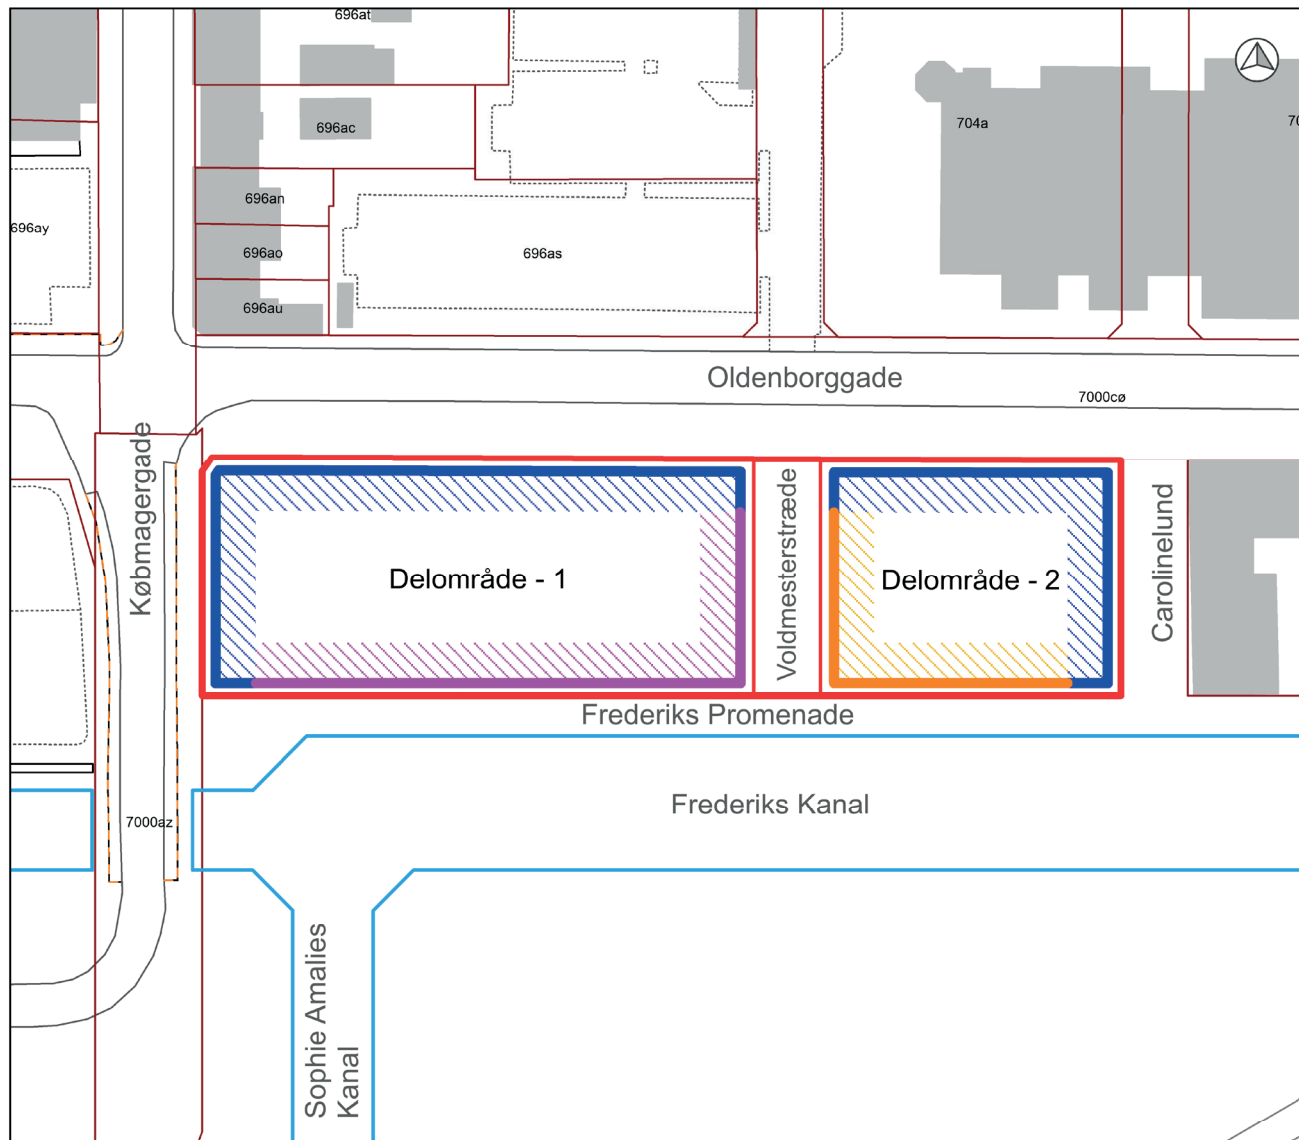 696at
696ac
704a
70
696an
696ay
696ao
696as
696au
Oldenborggade
7000cø
Købmagergade
Delområde - 1
Voldmesterstræde
Delområde - 2
Carolinelund
Frederiks Promenade
Frederiks Kanal
7000az
Sophie Amalies
Kanal